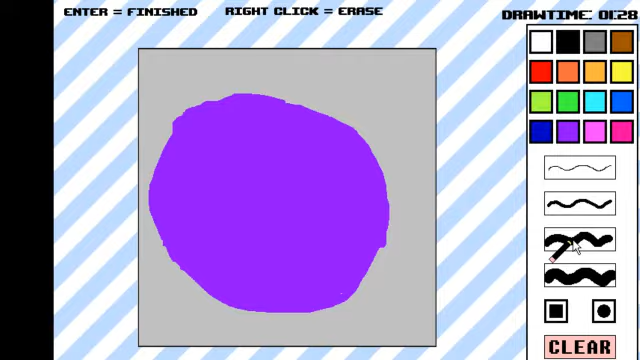 ENTER = FINISHED
RIGHT CLICK = ERASE
DRAWTIME: 01:28
CLEAR